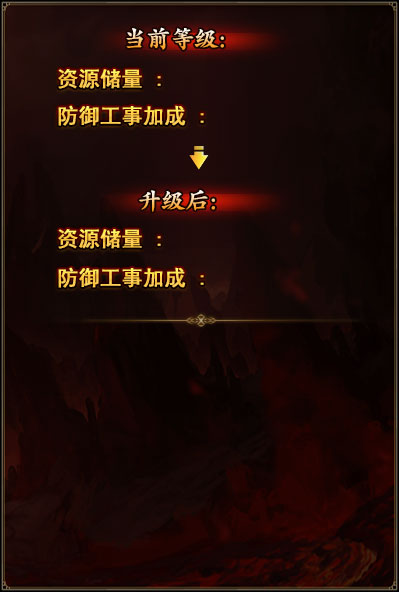 当前等级:
资源储量 :
防御工事加成 :
升级后:
资源储量 :
防御工事加成 :